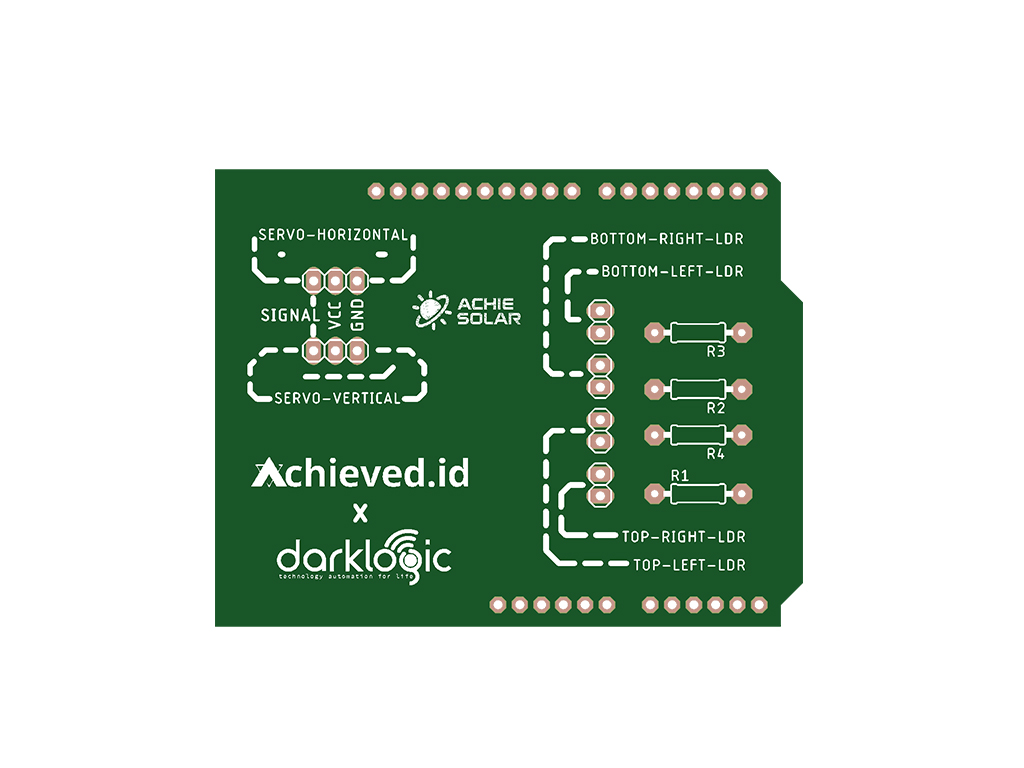 SERVO-HORIZONTAL
SIGNAL
VCC
GND
SERVO-VERTICAL
ACHIE
SOLAR
BOTTOM-RIGHT-LDR
BOTTOM-LEFT-LDR
R3
R2
R4
R1
TOP-RIGHT-LDR
TOP-LEFT-LDR
Achieved.id
X
darklogic
technology automation for life